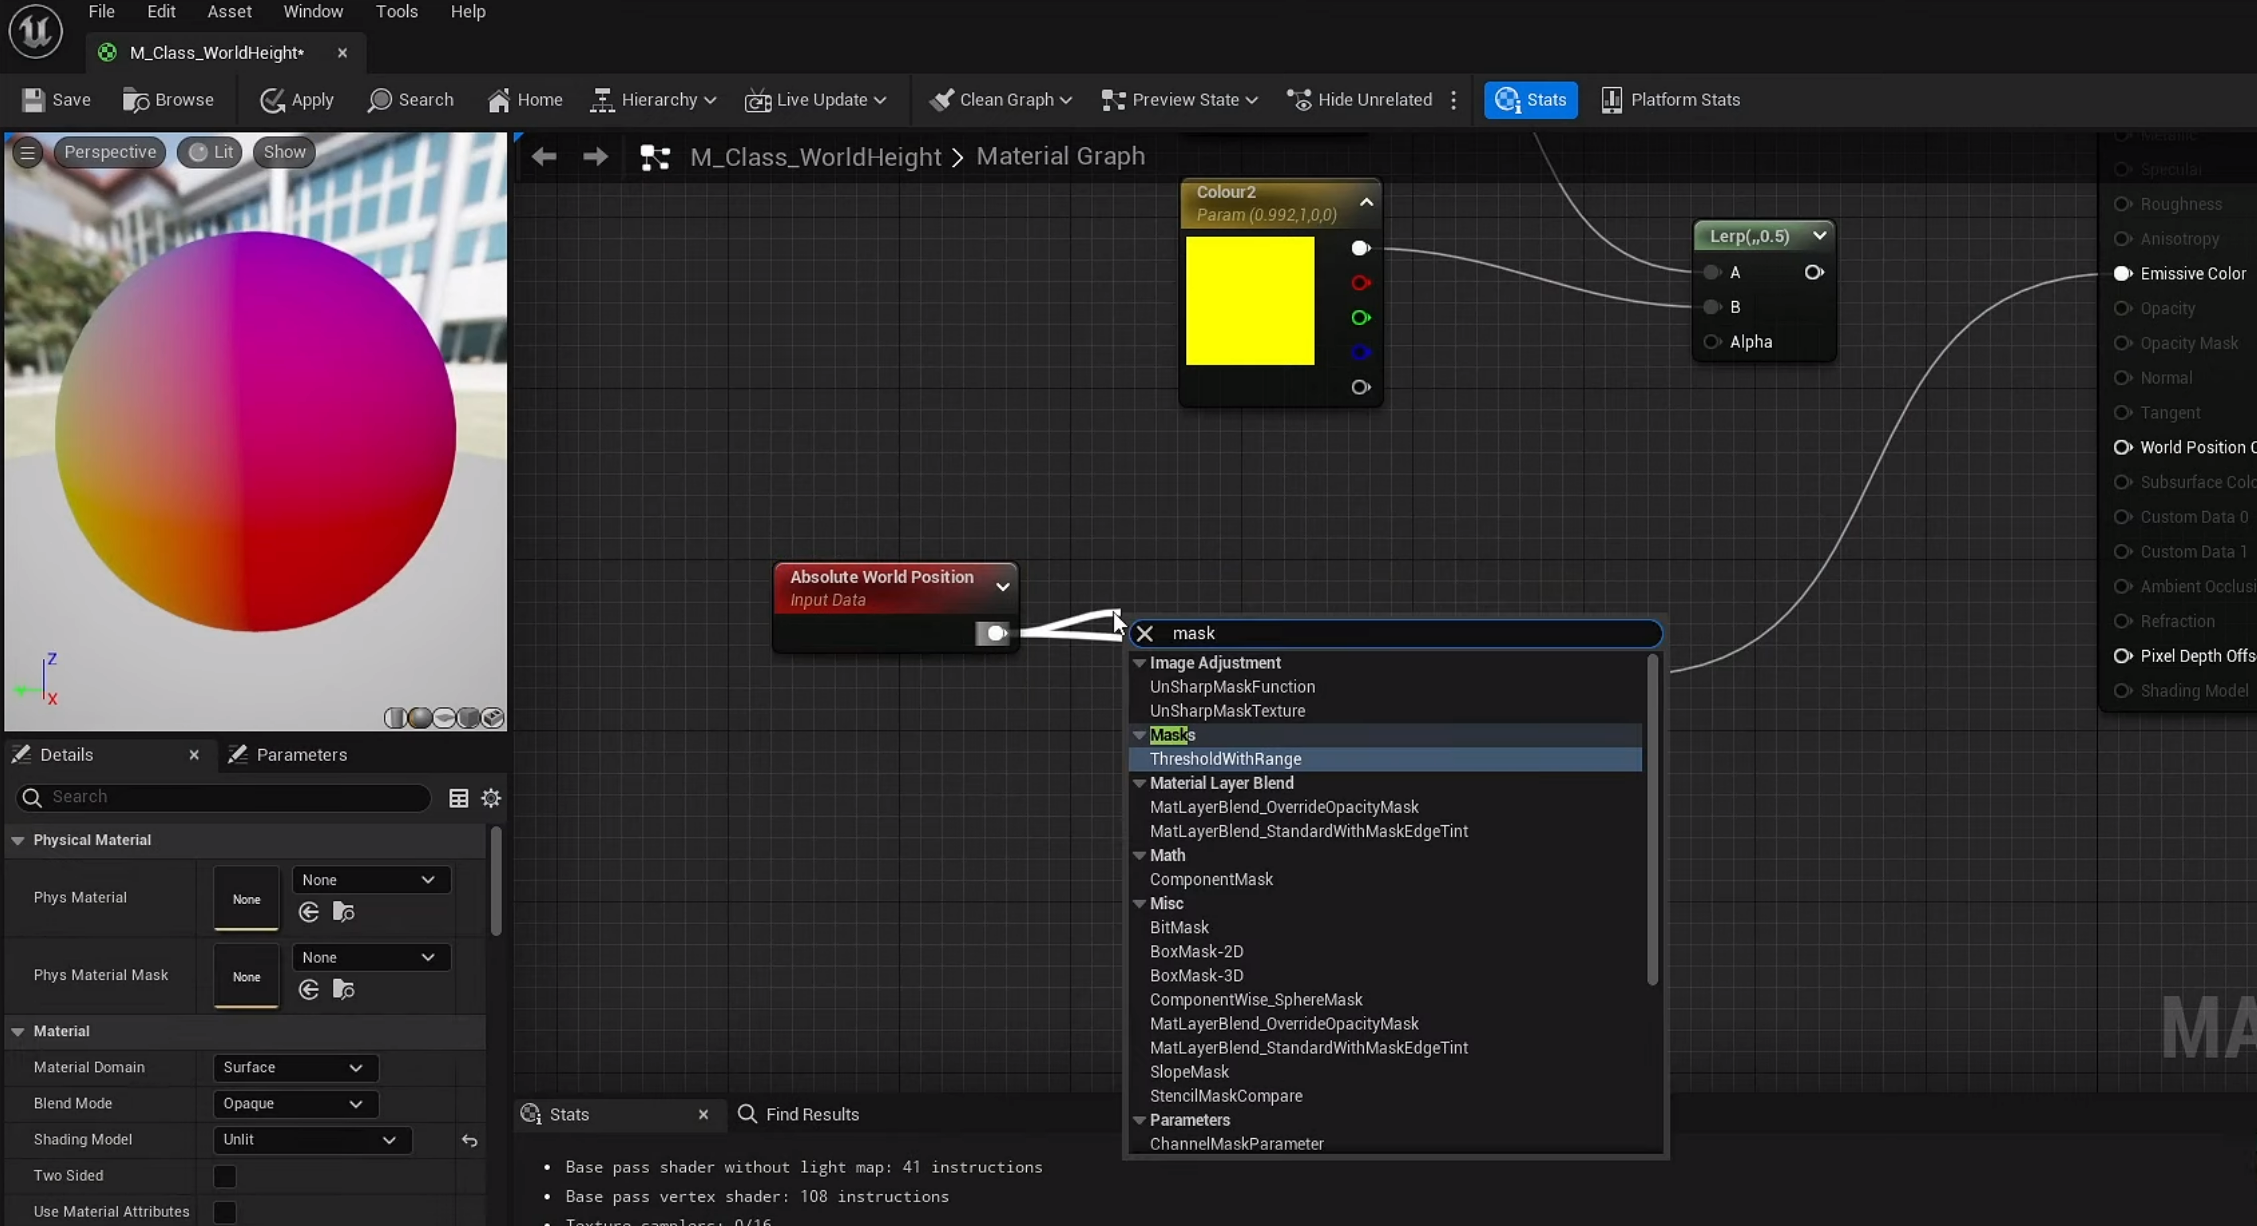 File Edit Asset Window Tools Help
M_Class_WorldHeight*
Save Browse Apply Search Home Hierarchy Live Update Clean Graph Preview State Hide Unrelated Stats Platform Stats
Perspective Lit Show
M_Class_WorldHeight > Material Graph
Colour2
Param (0.992,1,0,0)
Lerp(,,0.5)
A
B
Alpha
Metallic
Specular
Roughness
Anisotropy
Emissive Color
Opacity
Opacity Mask
Normal
Tangent
World Position O
Subsurface Colo
Custom Data 0
Custom Data 1
Ambient Occlusi
Refraction
Pixel Depth Offs
Shading Model
Absolute World Position
Input Data
mask
Image Adjustment
UnSharpMaskFunction
UnSharpMaskTexture
Masks
ThresholdWithRange
Material Layer Blend
MatLayerBlend_OverrideOpacityMask
MatLayerBlend_StandardWithMaskEdgeTint
Math
ComponentMask
Misc
BitMask
BoxMask-2D
BoxMask-3D
ComponentWise_SphereMask
MatLayerBlend_OverrideOpacityMask
MatLayerBlend_StandardWithMaskEdgeTint
SlopeMask
StencilMaskCompare
Parameters
ChannelMaskParameter
MA
Z
X
Details Parameters
Search
Physical Material
Phys Material None None
Phys Material Mask None None
Material
Material Domain Surface
Blend Mode Opaque
Shading Model Unlit
Two Sided
Use Material Attributes
Stats Find Results
• Base pass shader without light map: 41 instructions
• Base pass vertex shader: 108 instructions
• Texture samplers: 0/16